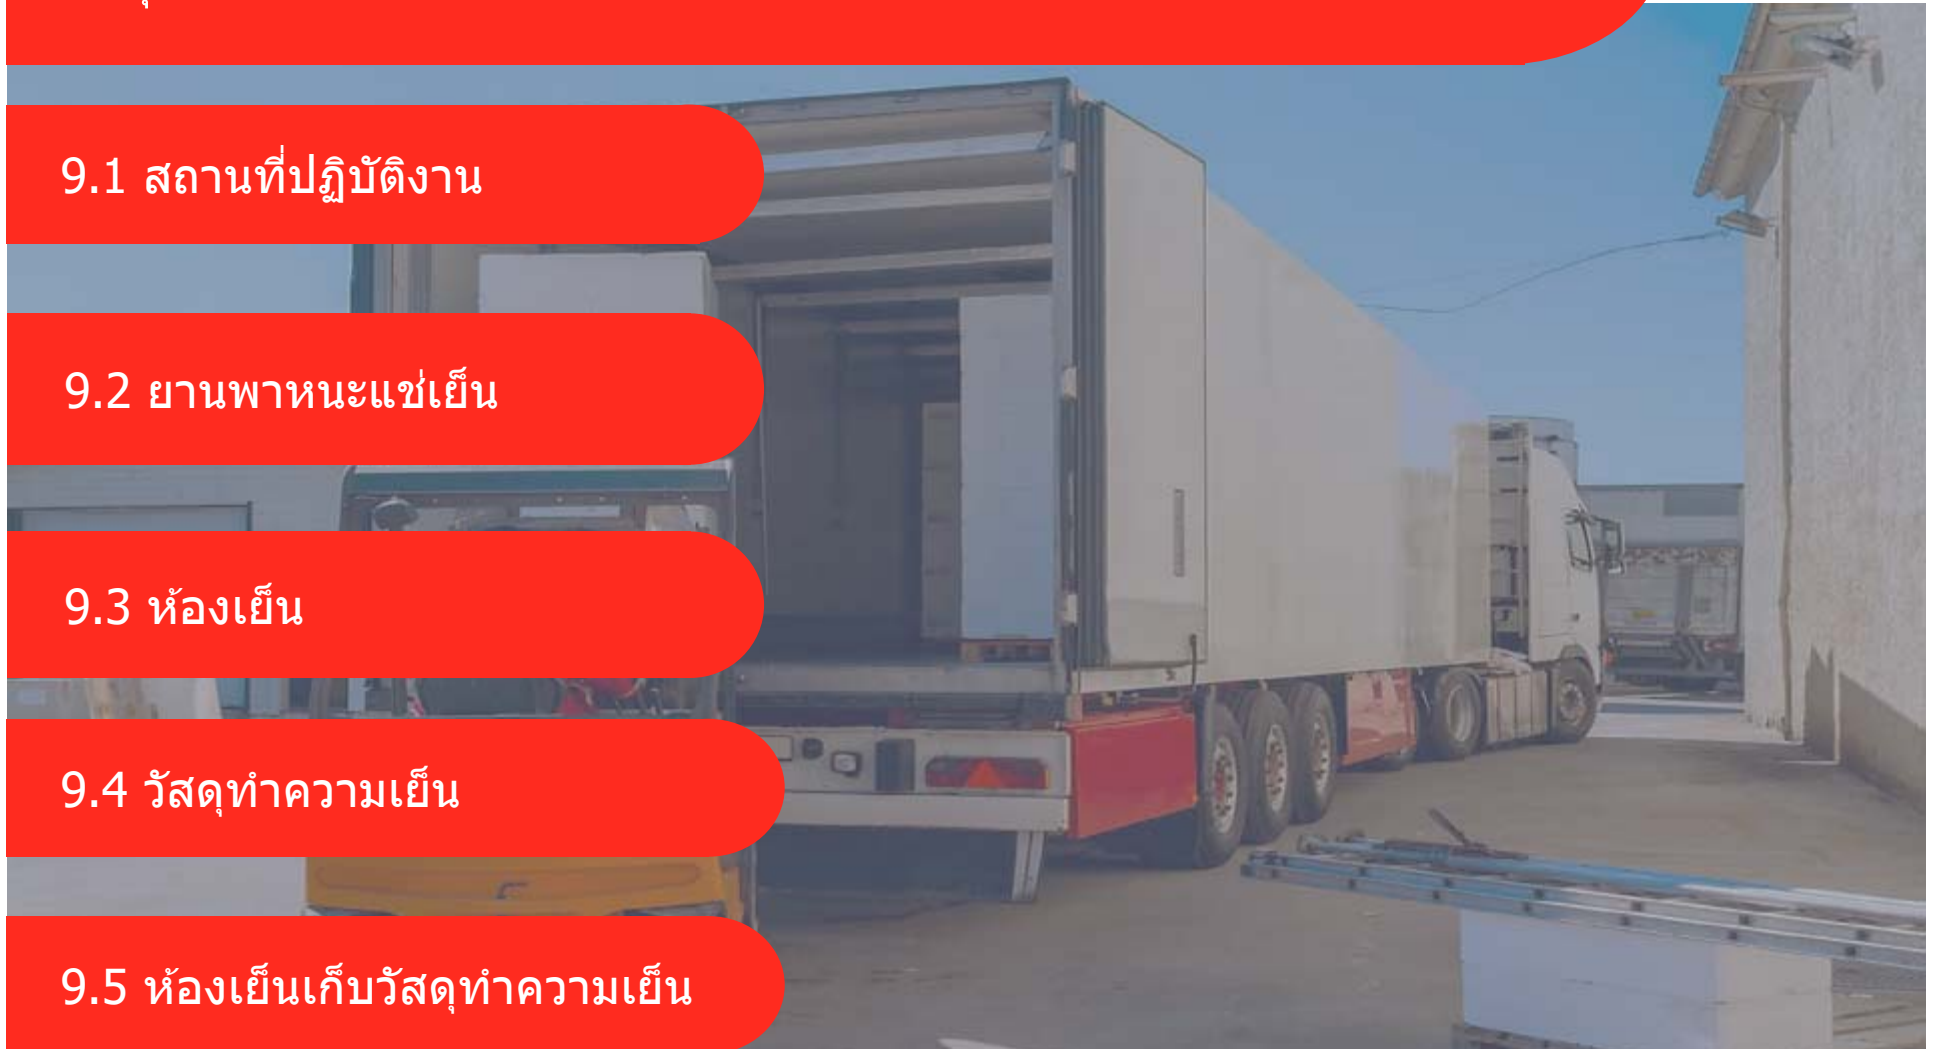 9.1 สถานที่ปฏิบัติงาน
9.2 ยานพาหนะแช่เย็น
9.3 ห้องเย็น
9.4 วัสดุทำความเย็น
9.5 ห้องเย็นเก็บวัสดุทำความเย็น